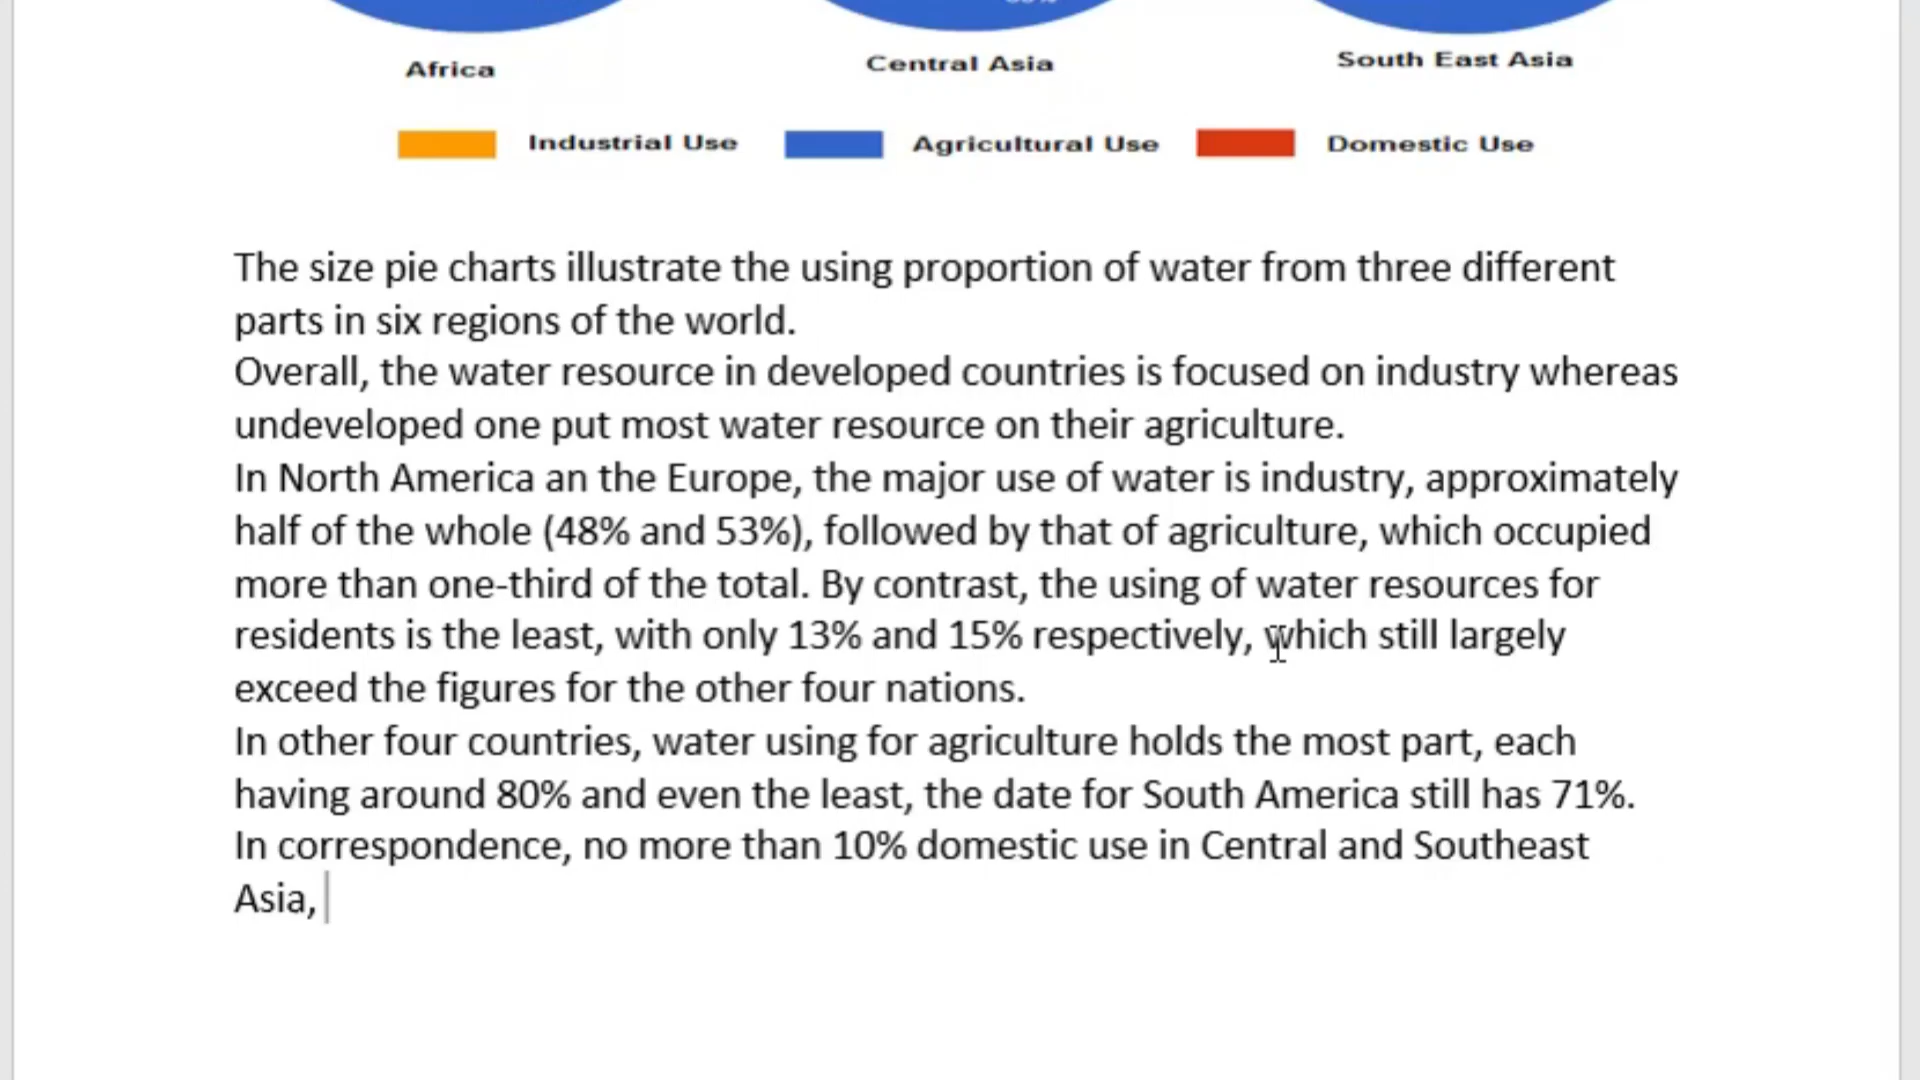 Africa
Central Asia
South East Asia
Industrial Use
Agricultural Use
Domestic Use
The size pie charts illustrate the using proportion of water from three different
parts in six regions of the world.
Overall, the water resource in developed countries is focused on industry whereas
undeveloped one put most water resource on their agriculture.
In North America an the Europe, the major use of water is industry, approximately
half of the whole (48% and 53%), followed by that of agriculture, which occupied
more than one-third of the total. By contrast, the using of water resources for
residents is the least, with only 13% and 15% respectively, which still largely
exceed the figures for the other four nations.
In other four countries, water using for agriculture holds the most part, each
having around 80% and even the least, the date for South America still has 71%.
In correspondence, no more than 10% domestic use in Central and Southeast
Asia,